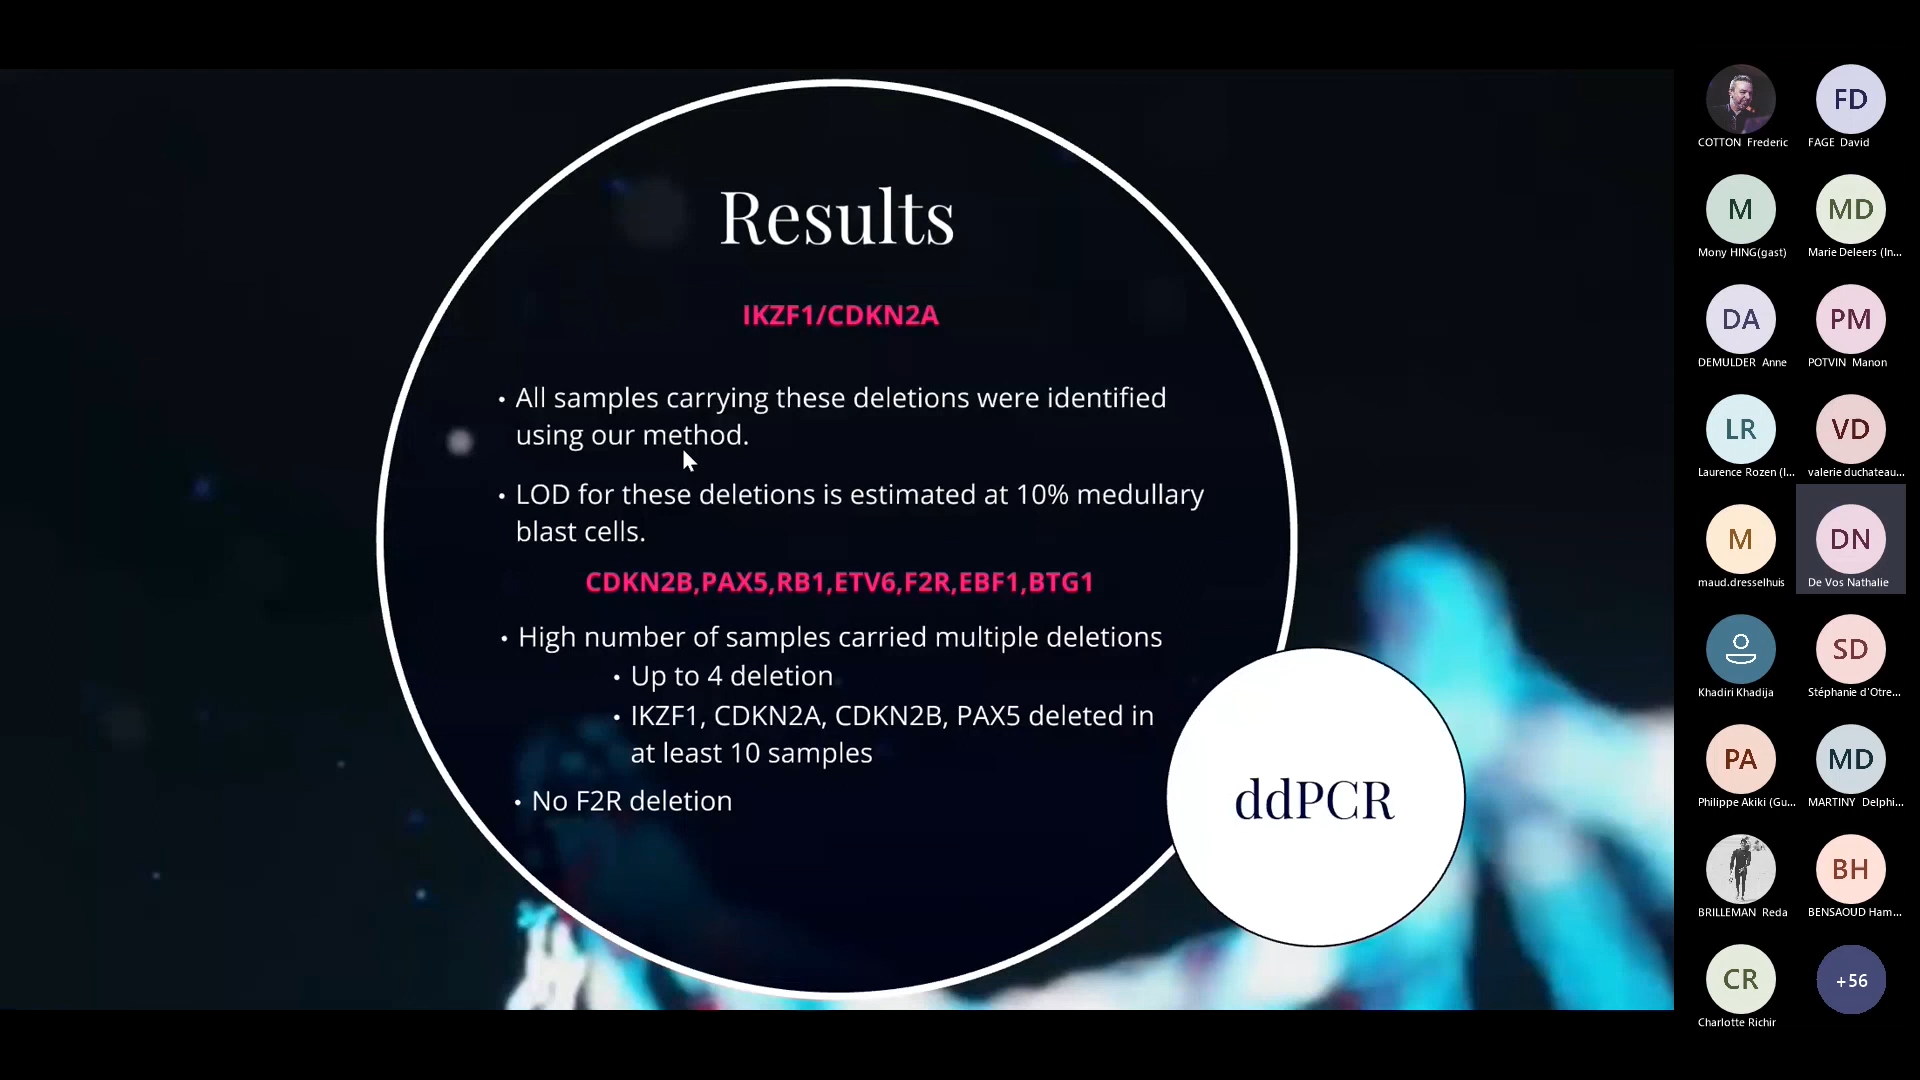 Results
IKZF1/CDKN2A
• All samples carrying these deletions were identified
using our method.
• LOD for these deletions is estimated at 10% medullary
blast cells.
CDKN2B,PAX5,RB1,ETV6,F2R,EBF1,BTG1
• High number of samples carried multiple deletions
• Up to 4 deletion
• IKZF1, CDKN2A, CDKN2B, PAX5 deleted in
at least 10 samples
• No F2R deletion
ddPCR
COTTON Frederic
FD
FAGE David
M
Mony HING(gast)
MD
Marie Deleers (In...
DA
DEMULDER Anne
PM
POTVIN Manon
LR
Laurence Rozen (I...
VD
valerie duchateau...
M
maud.dresselhuis
DN
De Vos Nathalie
Khadiri Khadija
SD
Stéphanie d'Otre...
PA
Philippe Akiki (Gu...
MD
MARTINY Delphi...
BRILLEMAN Reda
BH
BENSAOUD Ham...
CR
Charlotte Richir
+56